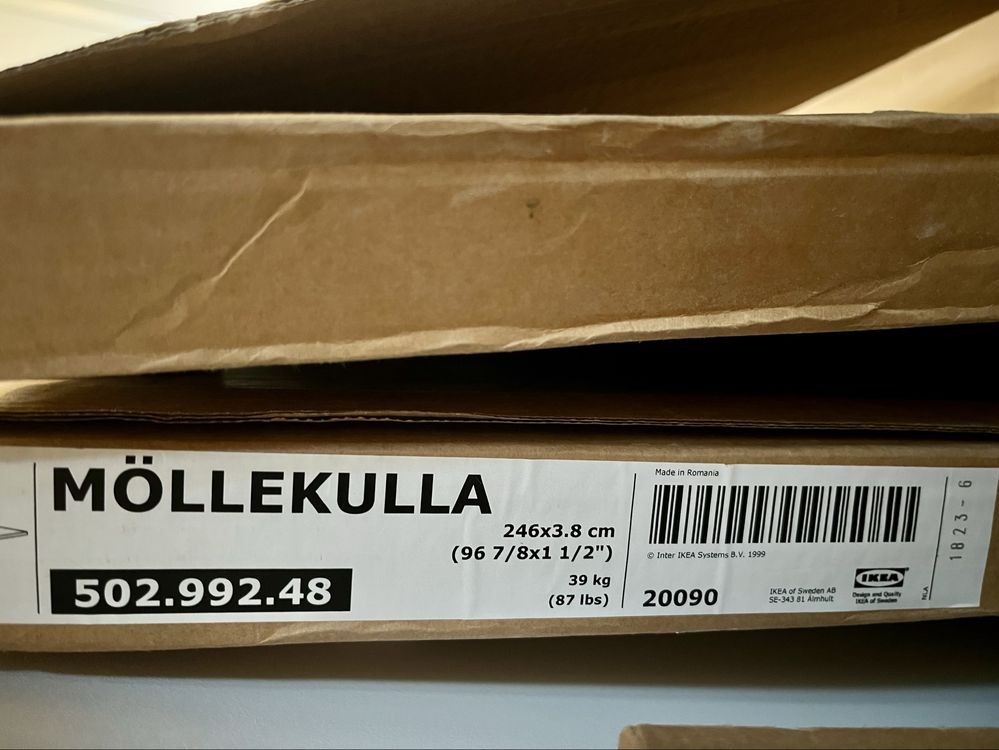 MÖLLEKULLA
246x3.8 cm
(96 7/8x1 1/2")
502.992.48
39 kg
(87 lbs)
Made in Romania
© Inter IKEA Systems B.V. 1999
20090
IKEA of Sweden AB
SE-343 81 Älmhult
IKEA
Design and Quality
IKEA of Sweden
NLA
1823-6